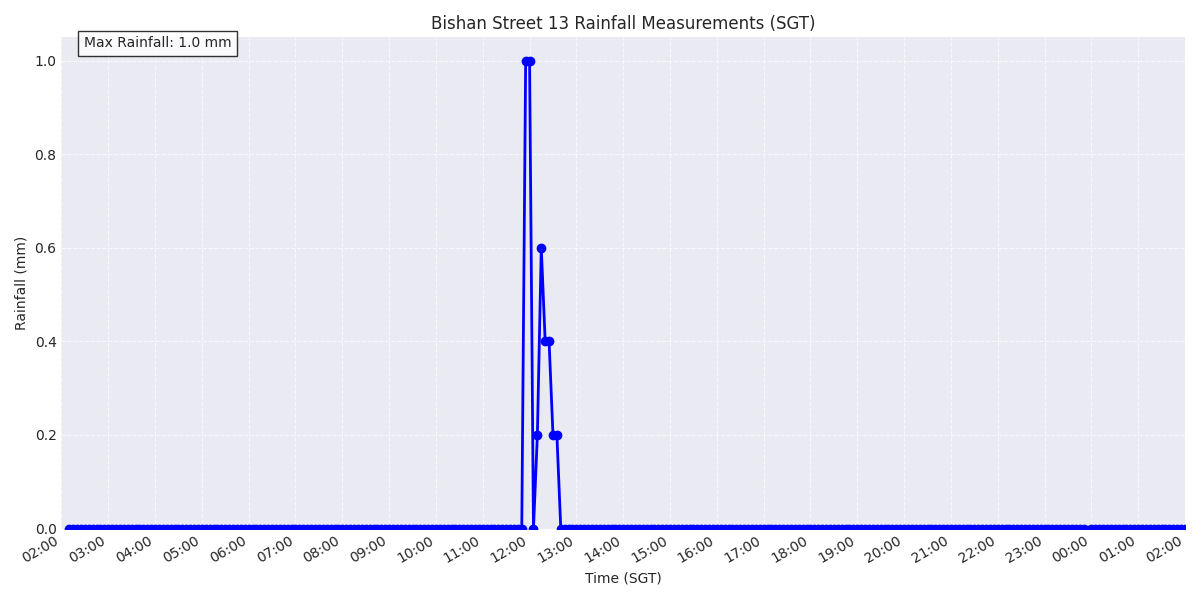 Bishan Street 13 Rainfall Measurements (SGT)
Max Rainfall: 1.0 mm
1.0
0.8
0.6
0.4
0.2
0.0
Rainfall (mm)
02:00 03:00 04:00 05:00 06:00 07:00 08:00 09:00 10:00 11:00 12:00 13:00 14:00 15:00 16:00 17:00 18:00 19:00 20:00 21:00 22:00 23:00 00:00 01:00 02:00
Time (SGT)